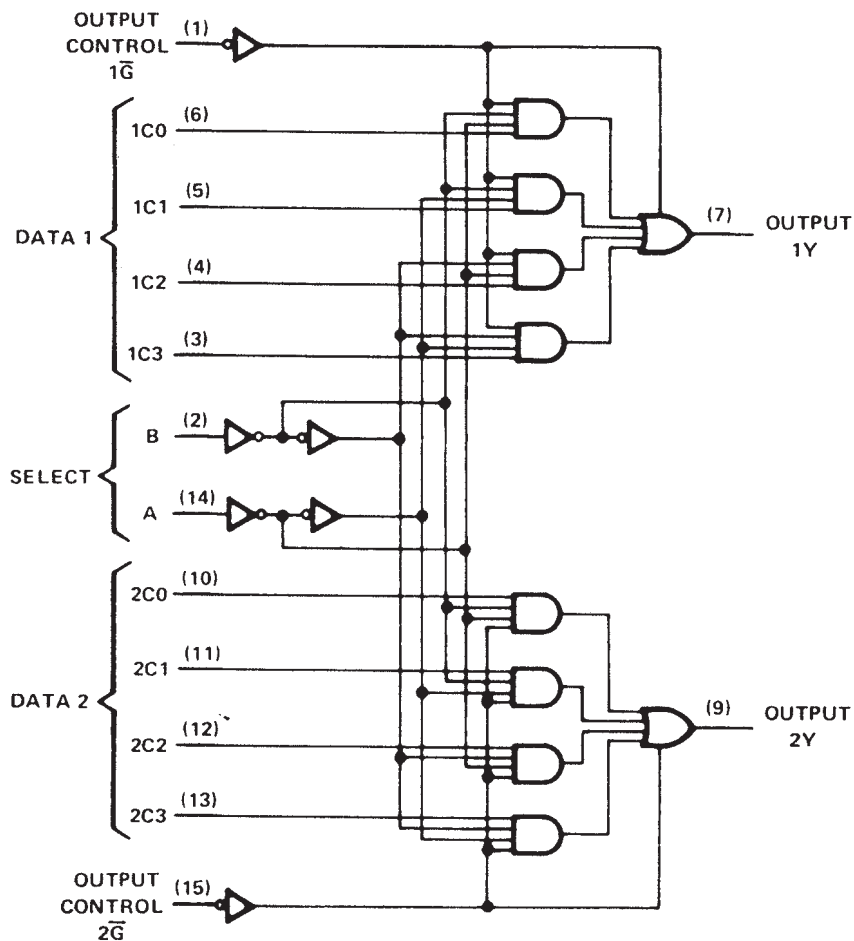 OUTPUT
CONTROL
1G̅
(1)
DATA 1
1C0
(6)
1C1
(5)
1C2
(4)
1C3
(3)
(7)
OUTPUT
1Y
SELECT
B
(2)
A
(14)
DATA 2
2C0
(10)
2C1
(11)
2C2
(12)
2C3
(13)
(9)
OUTPUT
2Y
OUTPUT
CONTROL
2G̅
(15)